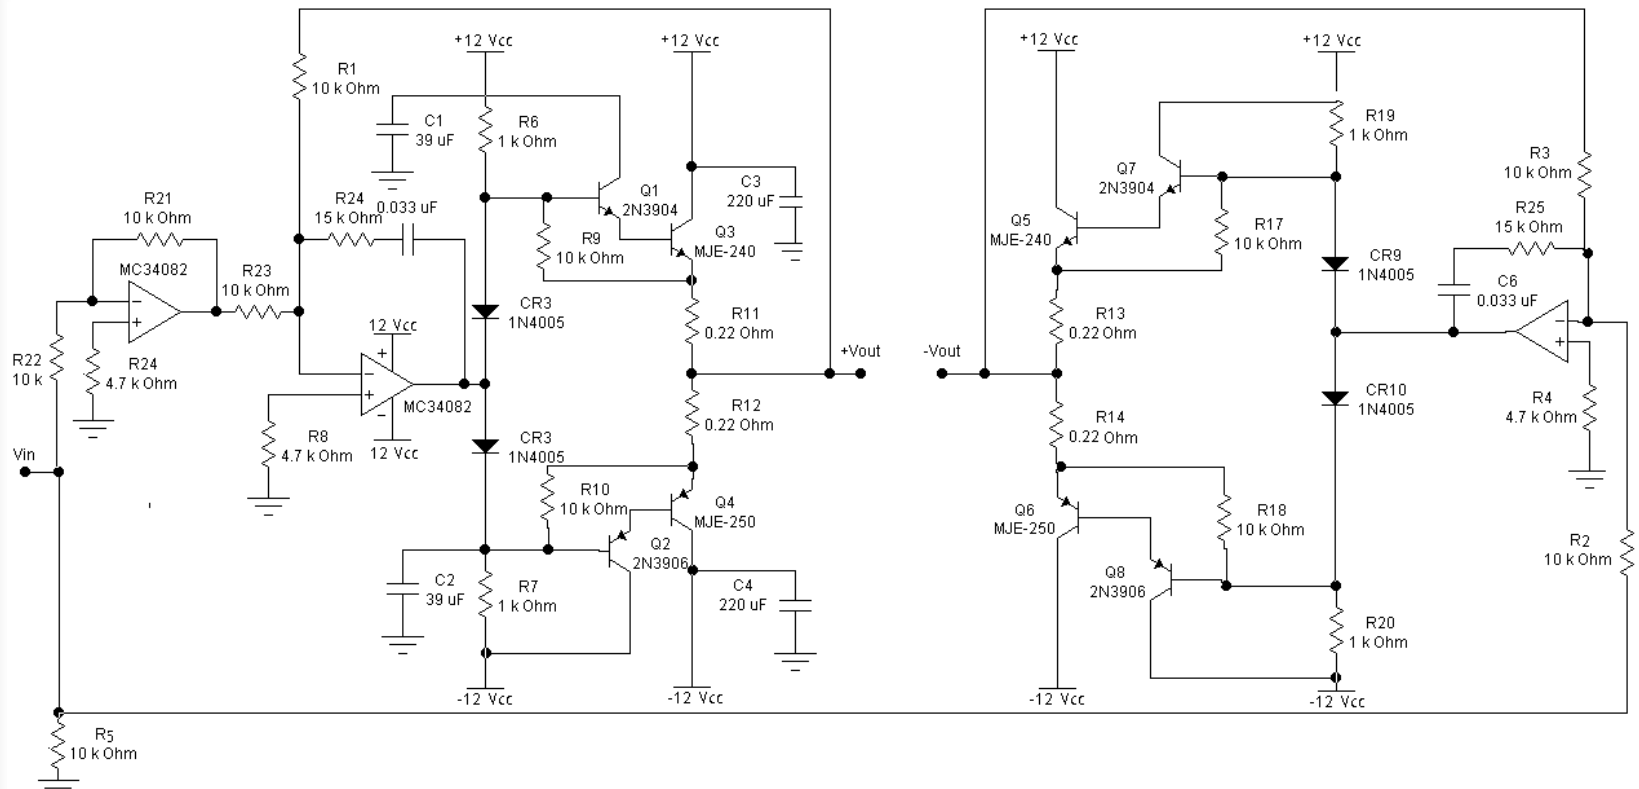 +12 Vcc
+12 Vcc
R1
10 k Ohm
C1
39 uF
R6
1 k Ohm
Q1
2N3904
C3
220 uF
R21
10 k Ohm
R24
15 k Ohm
0.033 uF
R9
10 k Ohm
Q3
MJE-240
MC34082
R23
10 k Ohm
CR3
1N4005
R11
0.22 Ohm
+Vout
R22
10 k
R24
4.7 k Ohm
12 Vcc
+
−
+
−
+
−
MC34082
12 Vcc
R8
4.7 k Ohm
CR3
1N4005
R12
0.22 Ohm
Vin
R10
10 k Ohm
Q4
MJE-250
Q2
2N3906
C2
39 uF
R7
1 k Ohm
C4
220 uF
-12 Vcc
-12 Vcc
R5
10 k Ohm
+12 Vcc
+12 Vcc
R19
1 k Ohm
Q7
2N3904
R3
10 k Ohm
Q5
MJE-240
R17
10 k Ohm
R25
15 k Ohm
CR9
1N4005
C6
0.033 uF
R13
0.22 Ohm
-Vout
−
+
R14
0.22 Ohm
CR10
1N4005
R4
4.7 k Ohm
Q6
MJE-250
R18
10 k Ohm
Q8
2N3906
R2
10 k Ohm
R20
1 k Ohm
-12 Vcc
-12 Vcc